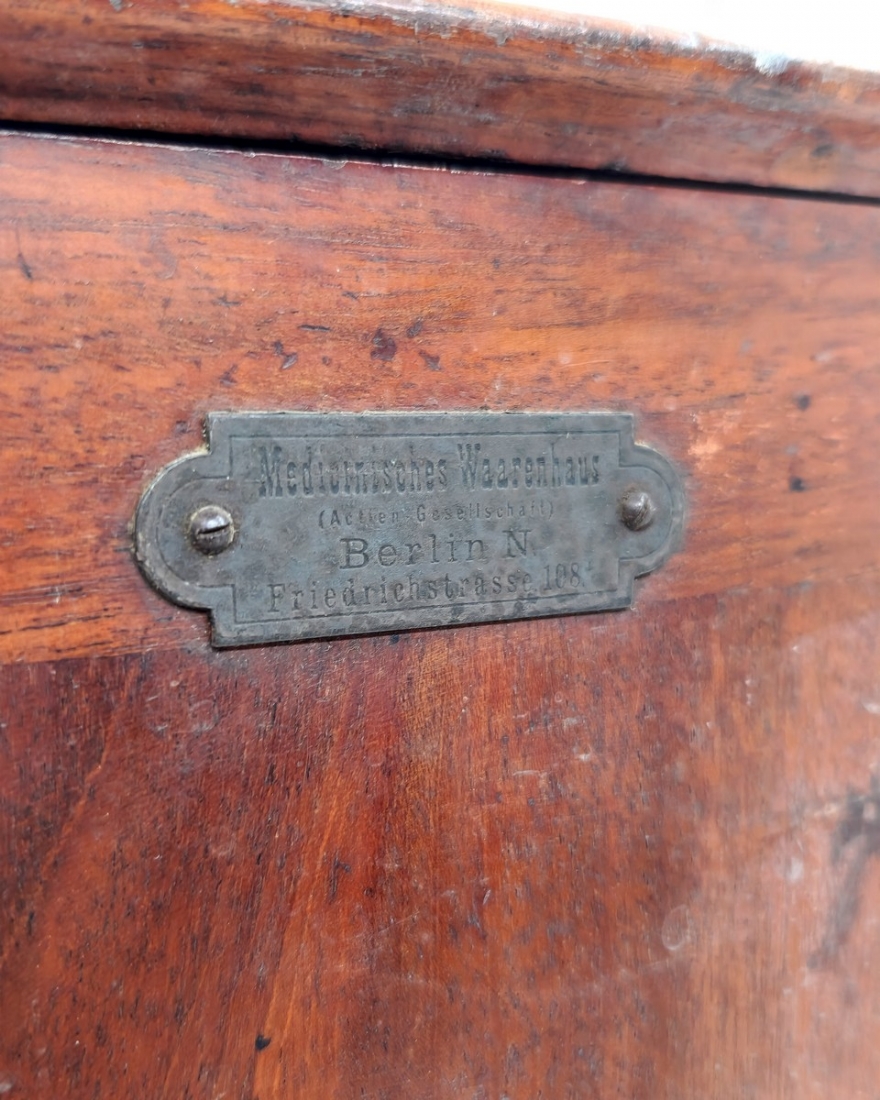 Medicinisches Waarenhaus
(Actien-Gesellschaft)
Berlin N.
Friedrichstrasse 108.